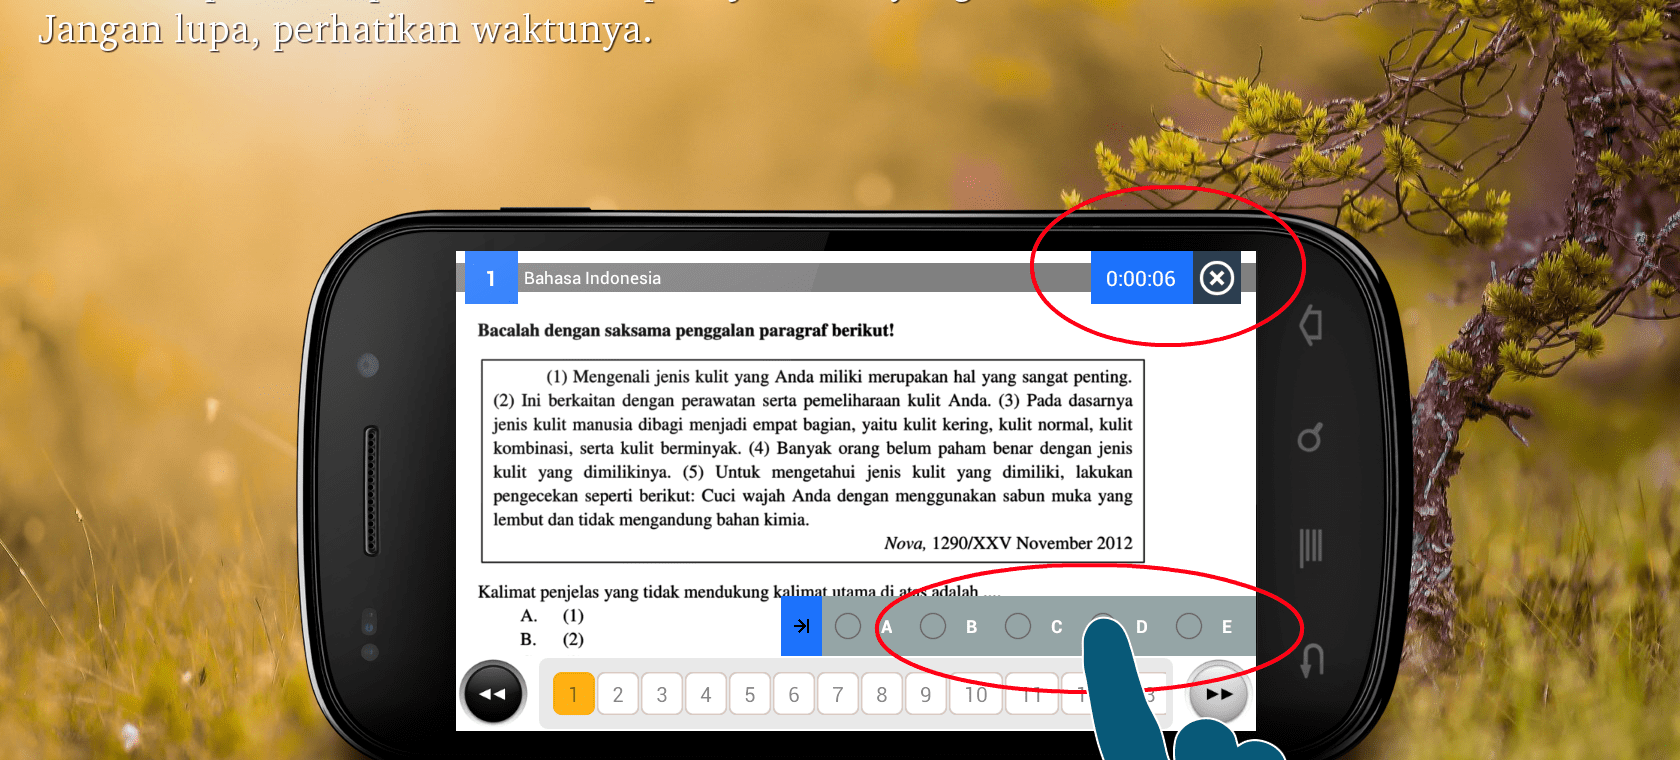 Jangan lupa, perhatikan waktunya.
1 Bahasa Indonesia 0:00:06
Bacalah dengan saksama penggalan paragraf berikut!
(1) Mengenali jenis kulit yang Anda miliki merupakan hal yang sangat penting.
(2) Ini berkaitan dengan perawatan serta pemeliharaan kulit Anda. (3) Pada dasarnya
jenis kulit manusia dibagi menjadi empat bagian, yaitu kulit kering, kulit normal, kulit
kombinasi, serta kulit berminyak. (4) Banyak orang belum paham benar dengan jenis
kulit yang dimilikinya. (5) Untuk mengetahui jenis kulit yang dimiliki, lakukan
pengecekan seperti berikut: Cuci wajah Anda dengan menggunakan sabun muka yang
lembut dan tidak mengandung bahan kimia.
Nova, 1290/XXV November 2012
Kalimat penjelas yang tidak mendukung kalimat utama di atas adalah ....
A. (1)
B. (2)
A B C D E
1 2 3 4 5 6 7 8 9 10 11